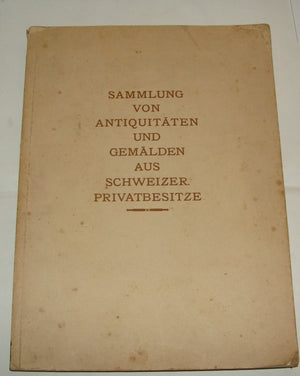 SAMMLUNG
VON
ANTIQUITÄTEN
UND
GEMÄLDEN
AUS
SCHWEIZER.
PRIVATBESITZE